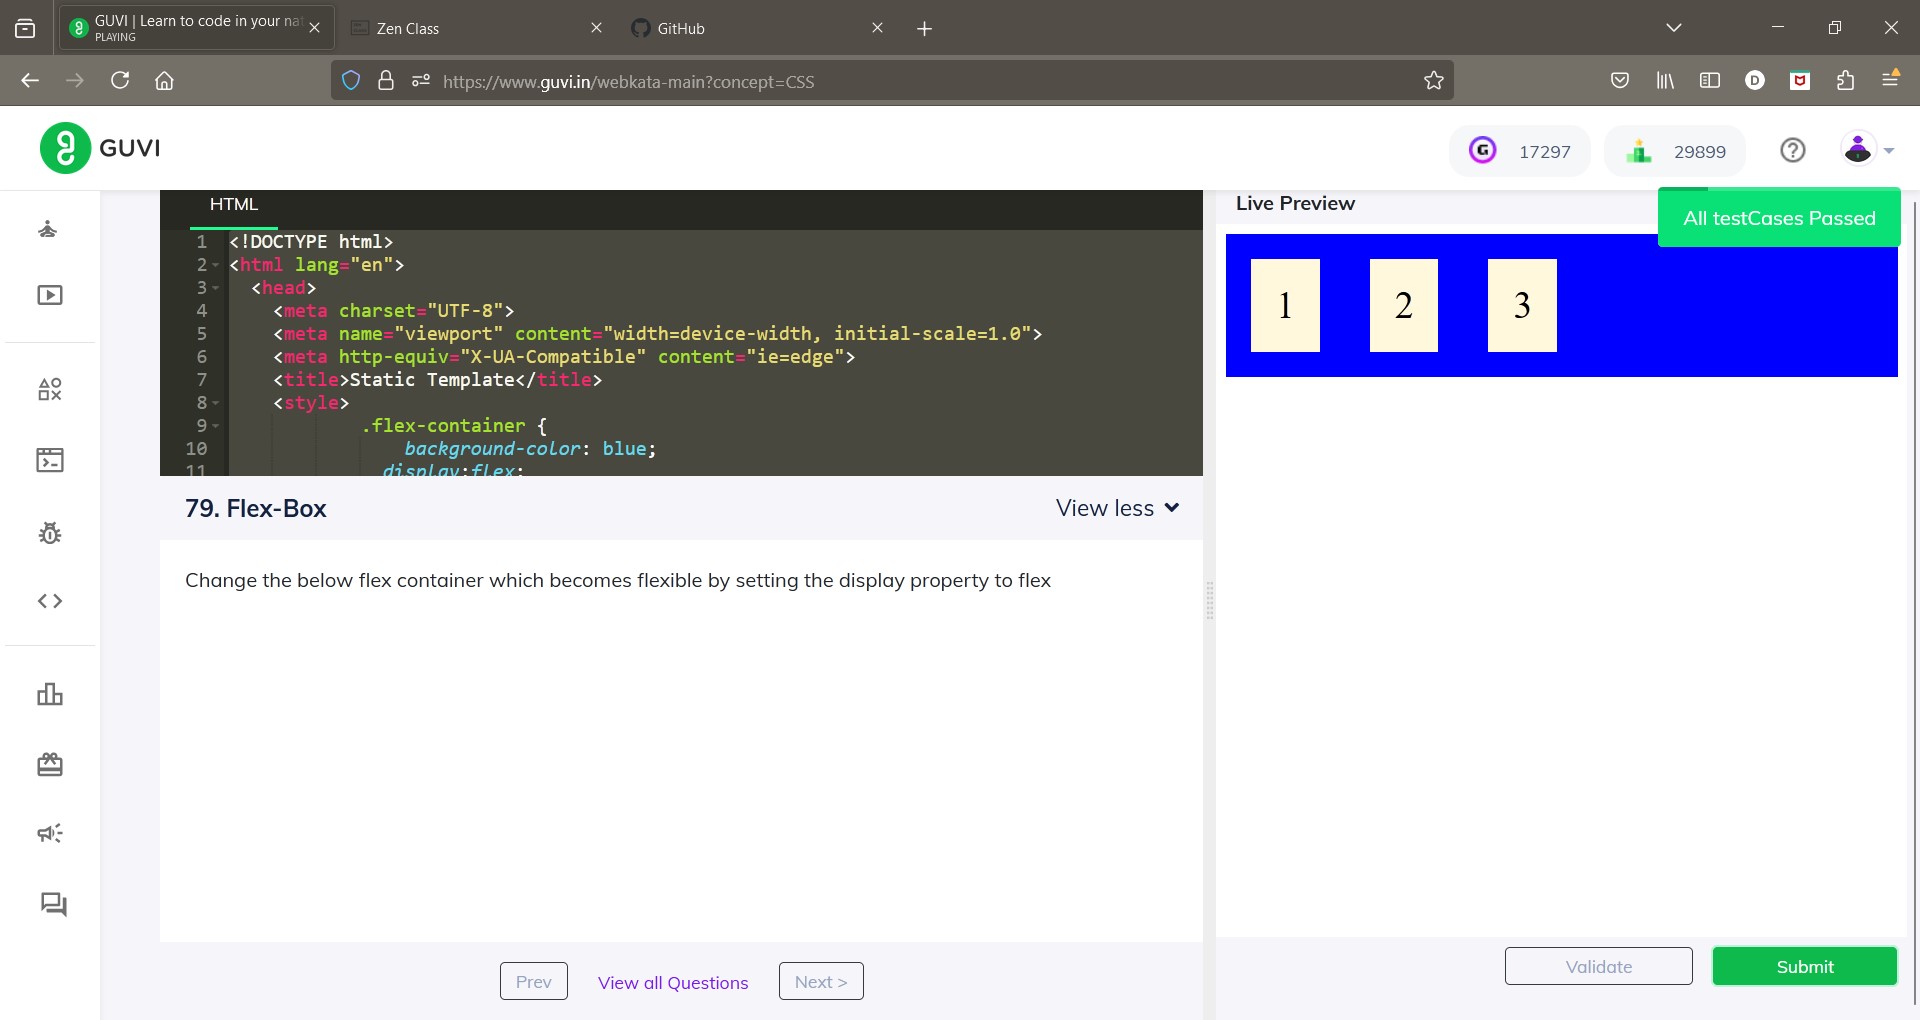 GUVI | Learn to code in your nat
PLAYING
Zen Class
GitHub
https://www.guvi.in/webkata-main?concept=CSS
D
GUVI
G 17297
29899
HTML
1 <!DOCTYPE html>
2 <html lang="en">
3 <head>
4 <meta charset="UTF-8">
5 <meta name="viewport" content="width=device-width, initial-scale=1.0">
6 <meta http-equiv="X-UA-Compatible" content="ie=edge">
7 <title>Static Template</title>
8 <style>
9 .flex-container {
10 background-color: blue;
11 display:flex;
79. Flex-Box
View less
Change the below flex container which becomes flexible by setting the display property to flex
Prev
View all Questions
Next >
Live Preview
All testCases Passed
1 2 3
Validate
Submit